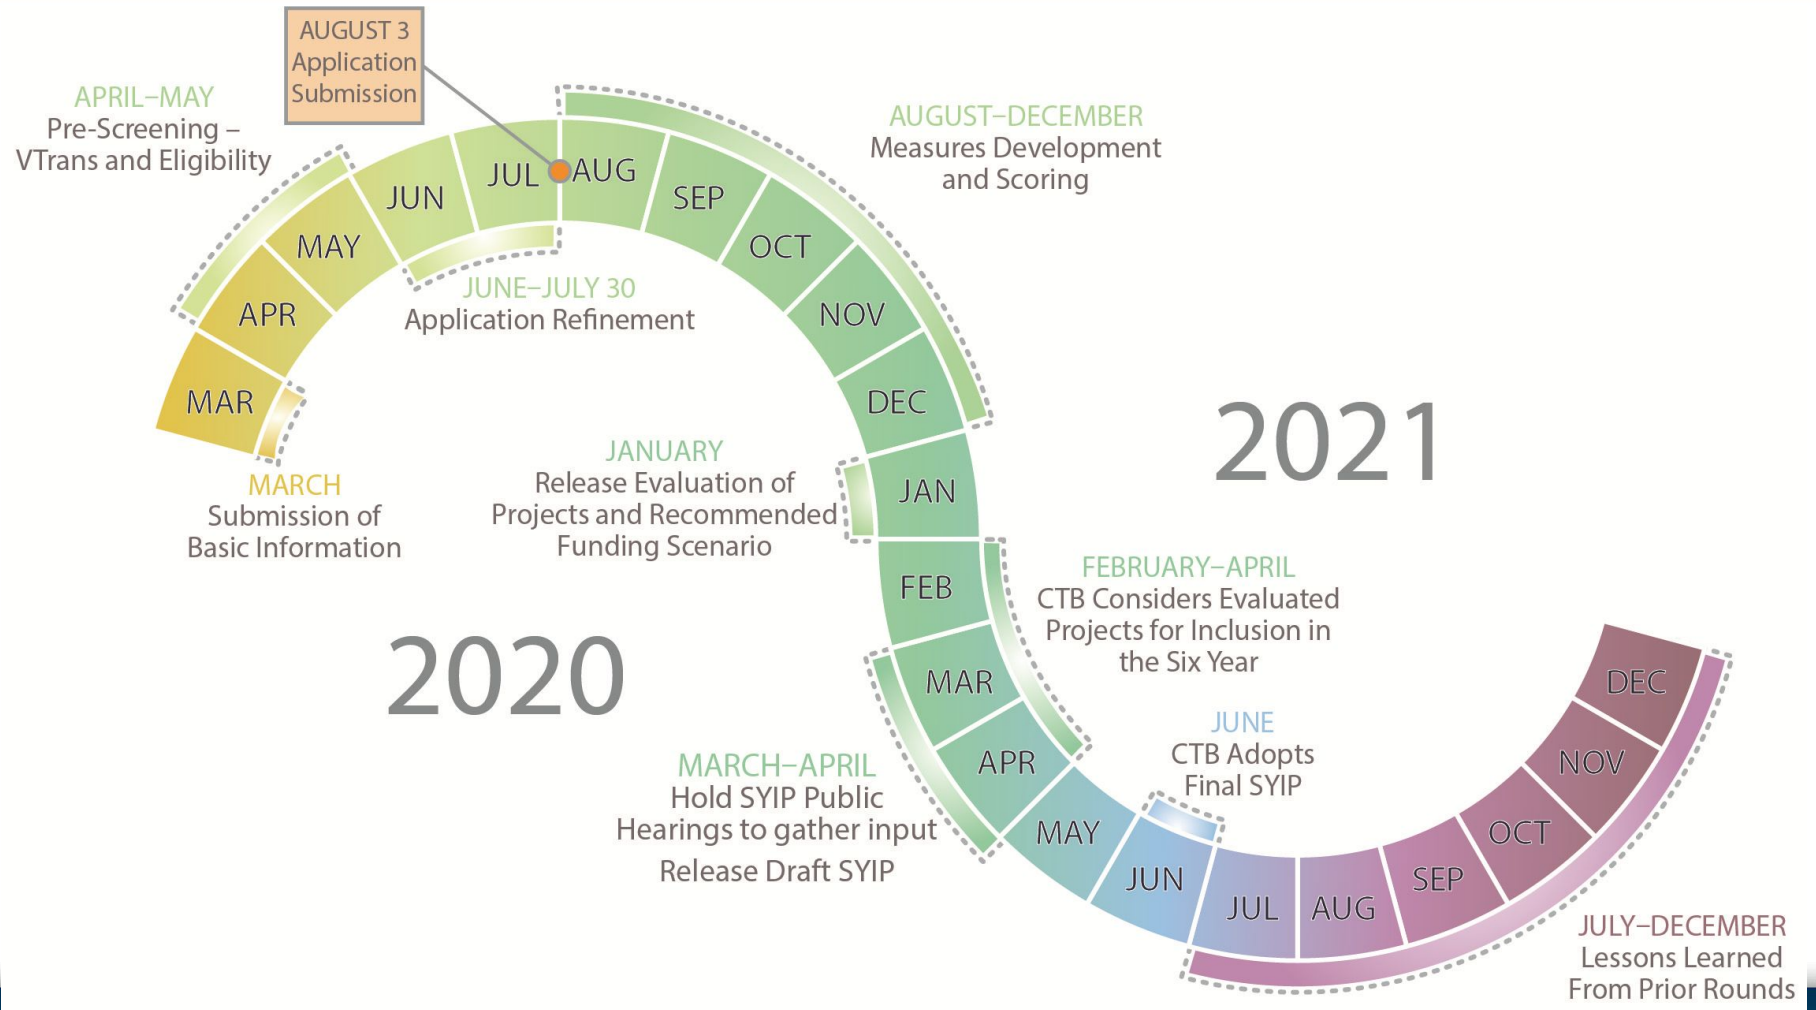 AUGUST 3
Application
Submission
APRIL–MAY
Pre-Screening –
VTrans and Eligibility
AUGUST–DECEMBER
Measures Development
and Scoring
MAR
APR
MAY
JUN
JUL
AUG
SEP
OCT
NOV
DEC
JUNE–JULY 30
Application Refinement
MARCH
Submission of
Basic Information
JANUARY
Release Evaluation of
Projects and Recommended
Funding Scenario
2020
2021
JAN
FEB
MAR
APR
MAY
JUN
JUL
AUG
SEP
OCT
NOV
DEC
FEBRUARY–APRIL
CTB Considers Evaluated
Projects for Inclusion in
the Six Year
MARCH–APRIL
Hold SYIP Public
Hearings to gather input
Release Draft SYIP
JUNE
CTB Adopts
Final SYIP
JULY–DECEMBER
Lessons Learned
From Prior Rounds